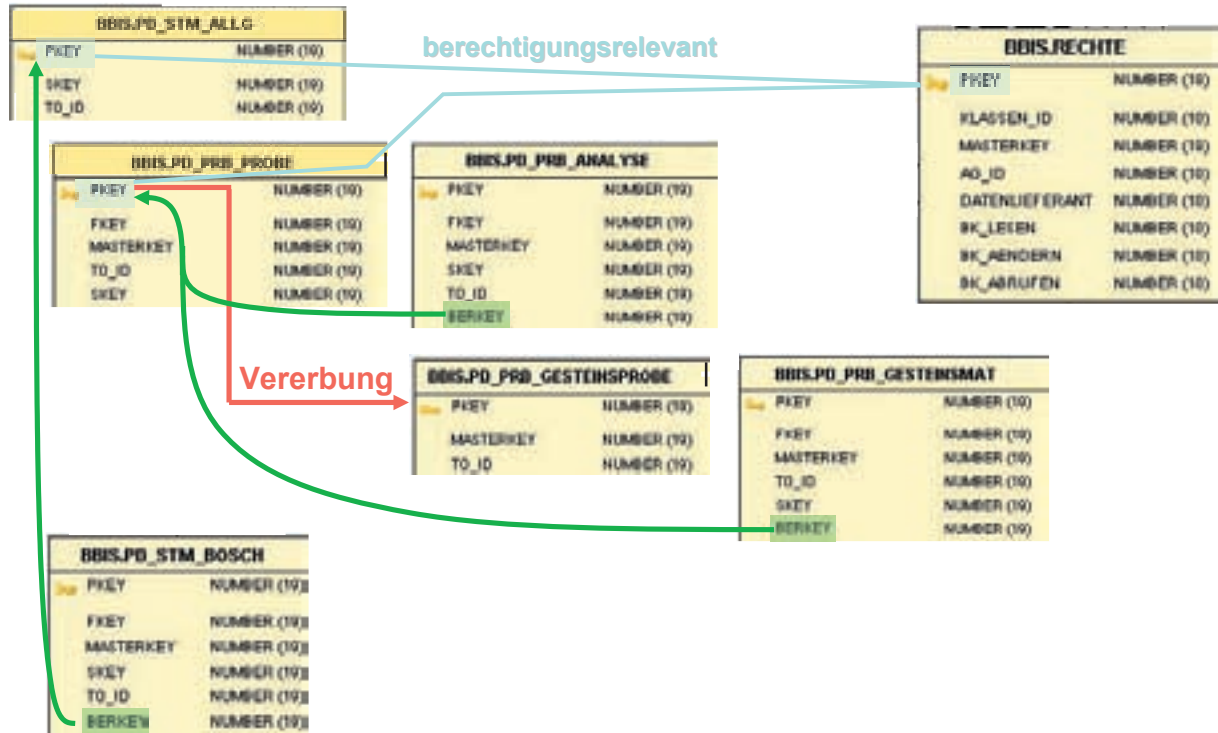 BBIS.PD_STM_ALLG
PKEY NUMBER (19)
SKEY NUMBER (19)
TO_ID NUMBER (19)
berechtigungsrelevant
BBIS.RECHTE
PKEY NUMBER (10)
KLASSEN_ID NUMBER (10)
MASTERKEY NUMBER (19)
AG_ID NUMBER (10)
DATENLIEFERANT NUMBER (10)
BK_LESEN NUMBER (10)
BK_AENDERN NUMBER (10)
BK_ABRUFEN NUMBER (10)
BBIS.PD_PRB_PROBE
PKEY NUMBER (19)
FKEY NUMBER (19)
MASTERKEY NUMBER (19)
TO_ID NUMBER (19)
SKEY NUMBER (19)
BBIS.PD_PRB_ANALYSE
PKEY NUMBER (19)
FKEY NUMBER (19)
MASTERKEY NUMBER (19)
SKEY NUMBER (19)
TO_ID NUMBER (19)
BERKEY NUMBER (19)
Vererbung
BBIS.PD_PRB_GESTEINSPROBE
PKEY NUMBER (19)
MASTERKEY NUMBER (19)
TO_ID NUMBER (19)
BBIS.PD_PRB_GESTEINSMAT
PKEY NUMBER (19)
FKEY NUMBER (19)
MASTERKEY NUMBER (19)
TO_ID NUMBER (19)
SKEY NUMBER (19)
BERKEY NUMBER (19)
BBIS.PD_STM_BOSCH
PKEY NUMBER (19)
FKEY NUMBER (19)
MASTERKEY NUMBER (19)
SKEY NUMBER (19)
TO_ID NUMBER (19)
BERKEY NUMBER (19)